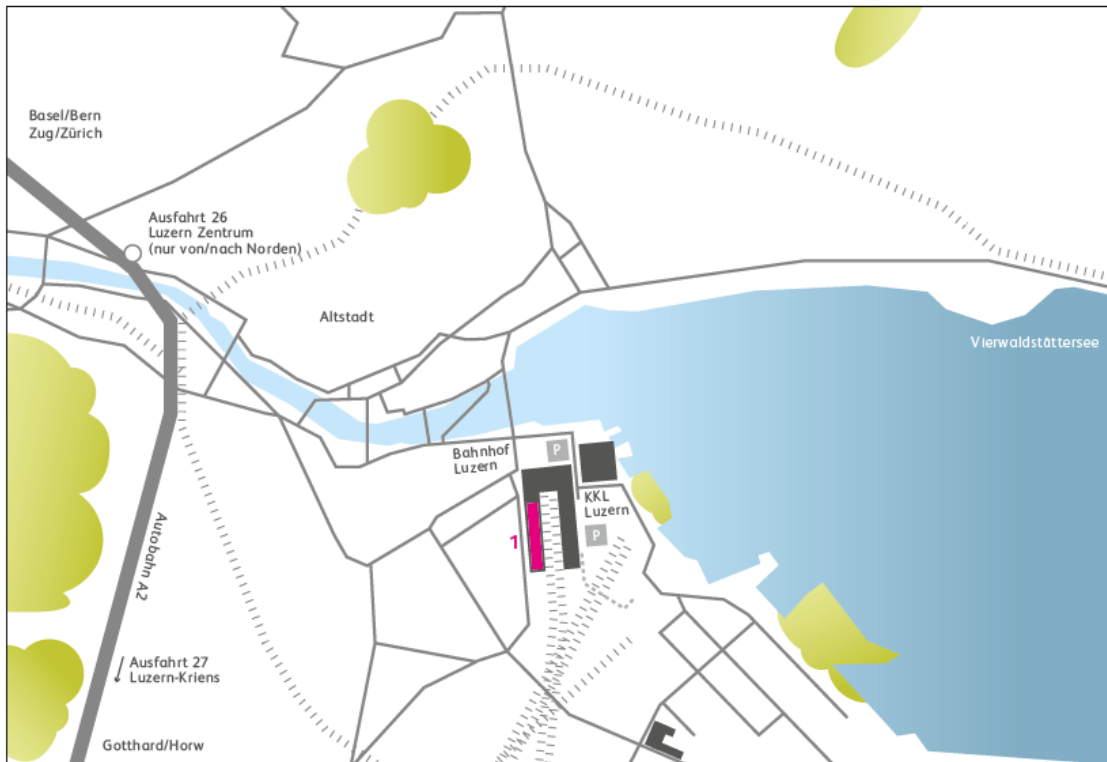 Basel/Bern
Zug/Zürich
Ausfahrt 26
Luzern Zentrum
(nur von/nach Norden)
Altstadt
Vierwaldstättersee
Bahnhof
Luzern
P
KKL
Luzern
P
1
Autobahn A2
Ausfahrt 27
Luzern-Kriens
Gotthard/Horw